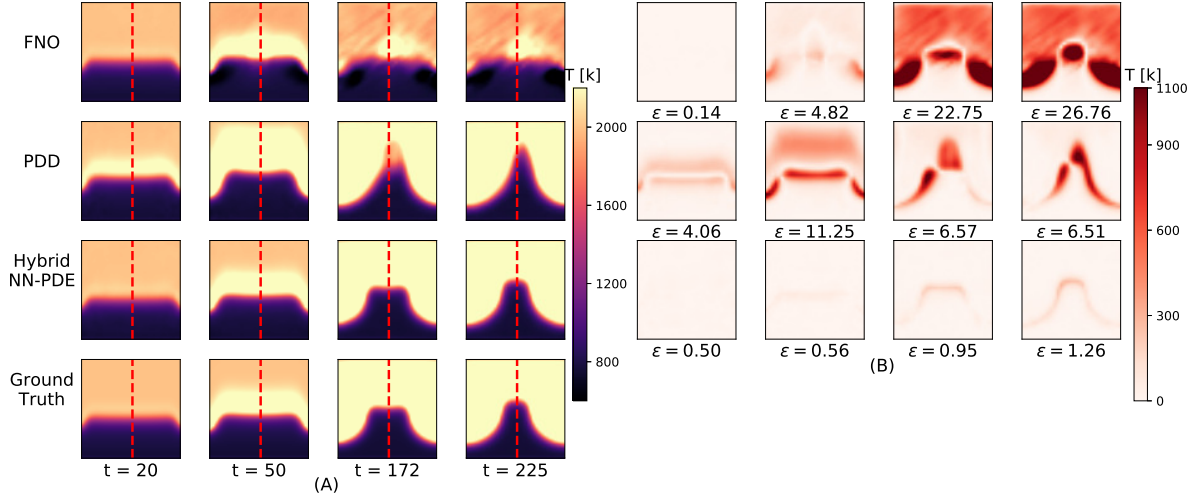 FNO
T [k]
2000
1600
1200
800
PDD
Hybrid
NN-PDE
Ground
Truth
t = 20
t = 50
t = 172
t = 225
(A)
ε = 0.14
ε = 4.82
ε = 22.75
ε = 26.76
ε = 4.06
ε = 11.25
ε = 6.57
ε = 6.51
ε = 0.50
ε = 0.56
ε = 0.95
ε = 1.26
(B)
T [k]
1100
900
600
300
0